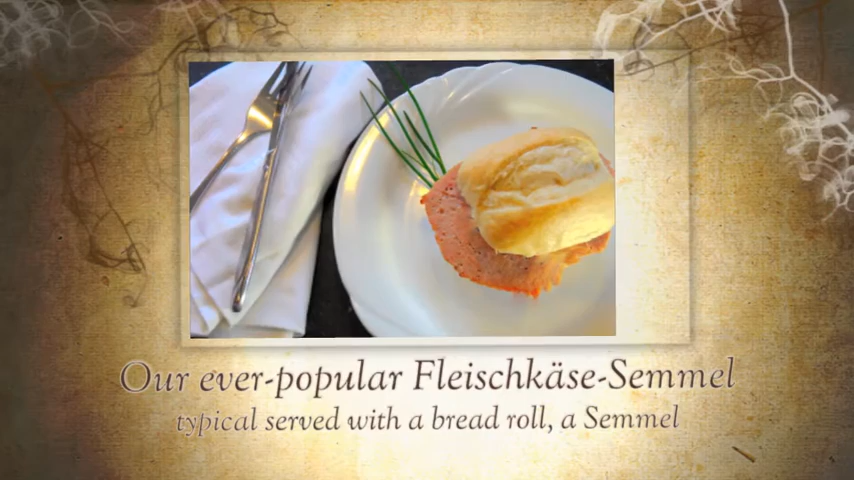 Our ever-popular Fleischkäse-Semmel
typical served with a bread roll, a Semmel